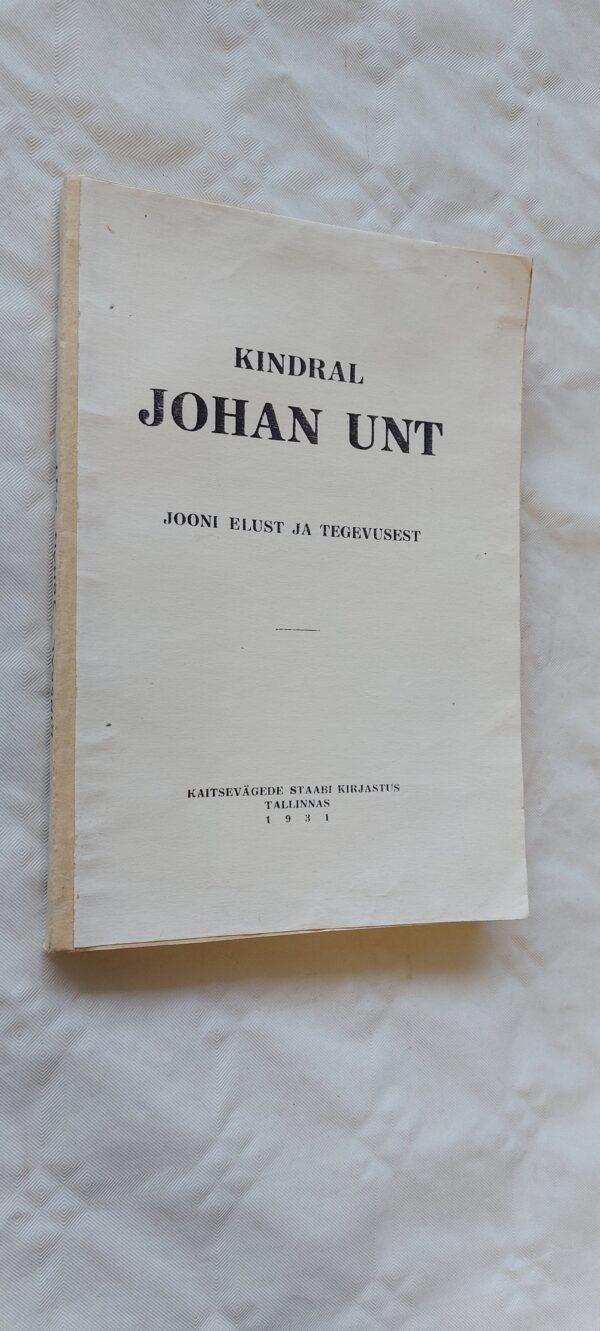 KINDRAL
JOHAN UNT
JOONI ELUST JA TEGEVUSEST
KAITSEVÄGEDE STAABI KIRJASTUS
TALLINNAS
1931